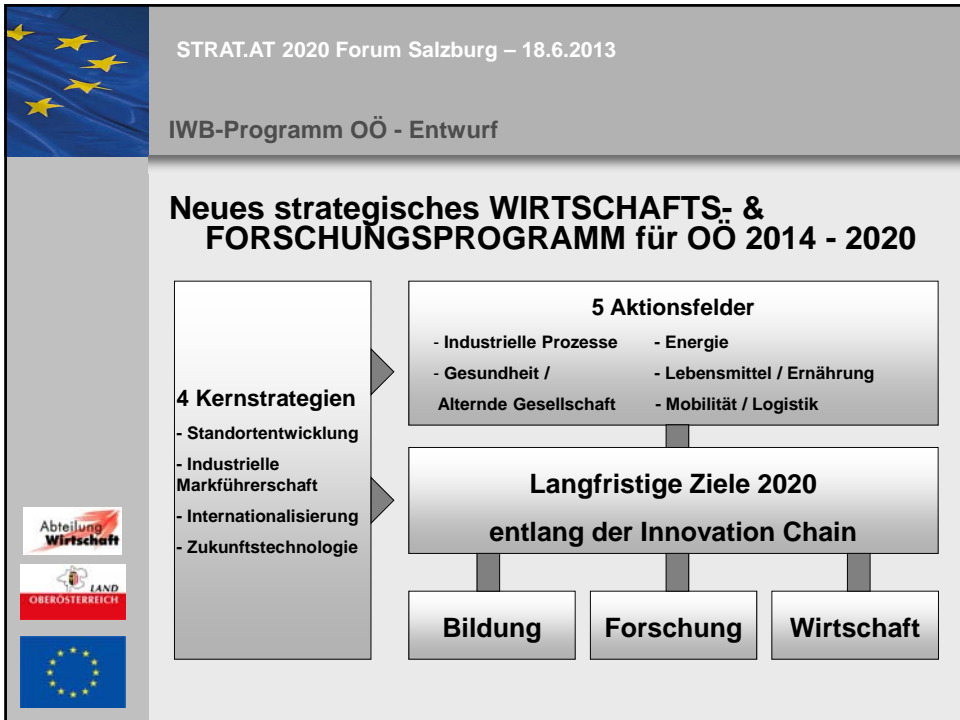 STRAT.AT 2020 Forum Salzburg – 18.6.2013
IWB-Programm OÖ - Entwurf
Neues strategisches WIRTSCHAFTS- &
FORSCHUNGSPROGRAMM für OÖ 2014 - 2020
4 Kernstrategien
- Standortentwicklung
- Industrielle
Markführerschaft
- Internationalisierung
- Zukunftstechnologie
5 Aktionsfelder
- Industrielle Prozesse
- Gesundheit /
Alternde Gesellschaft
- Energie
- Lebensmittel / Ernährung
- Mobilität / Logistik
Langfristige Ziele 2020
entlang der Innovation Chain
Bildung
Forschung
Wirtschaft
Abteilung
Wirtschaft
LAND
OBERÖSTERREICH